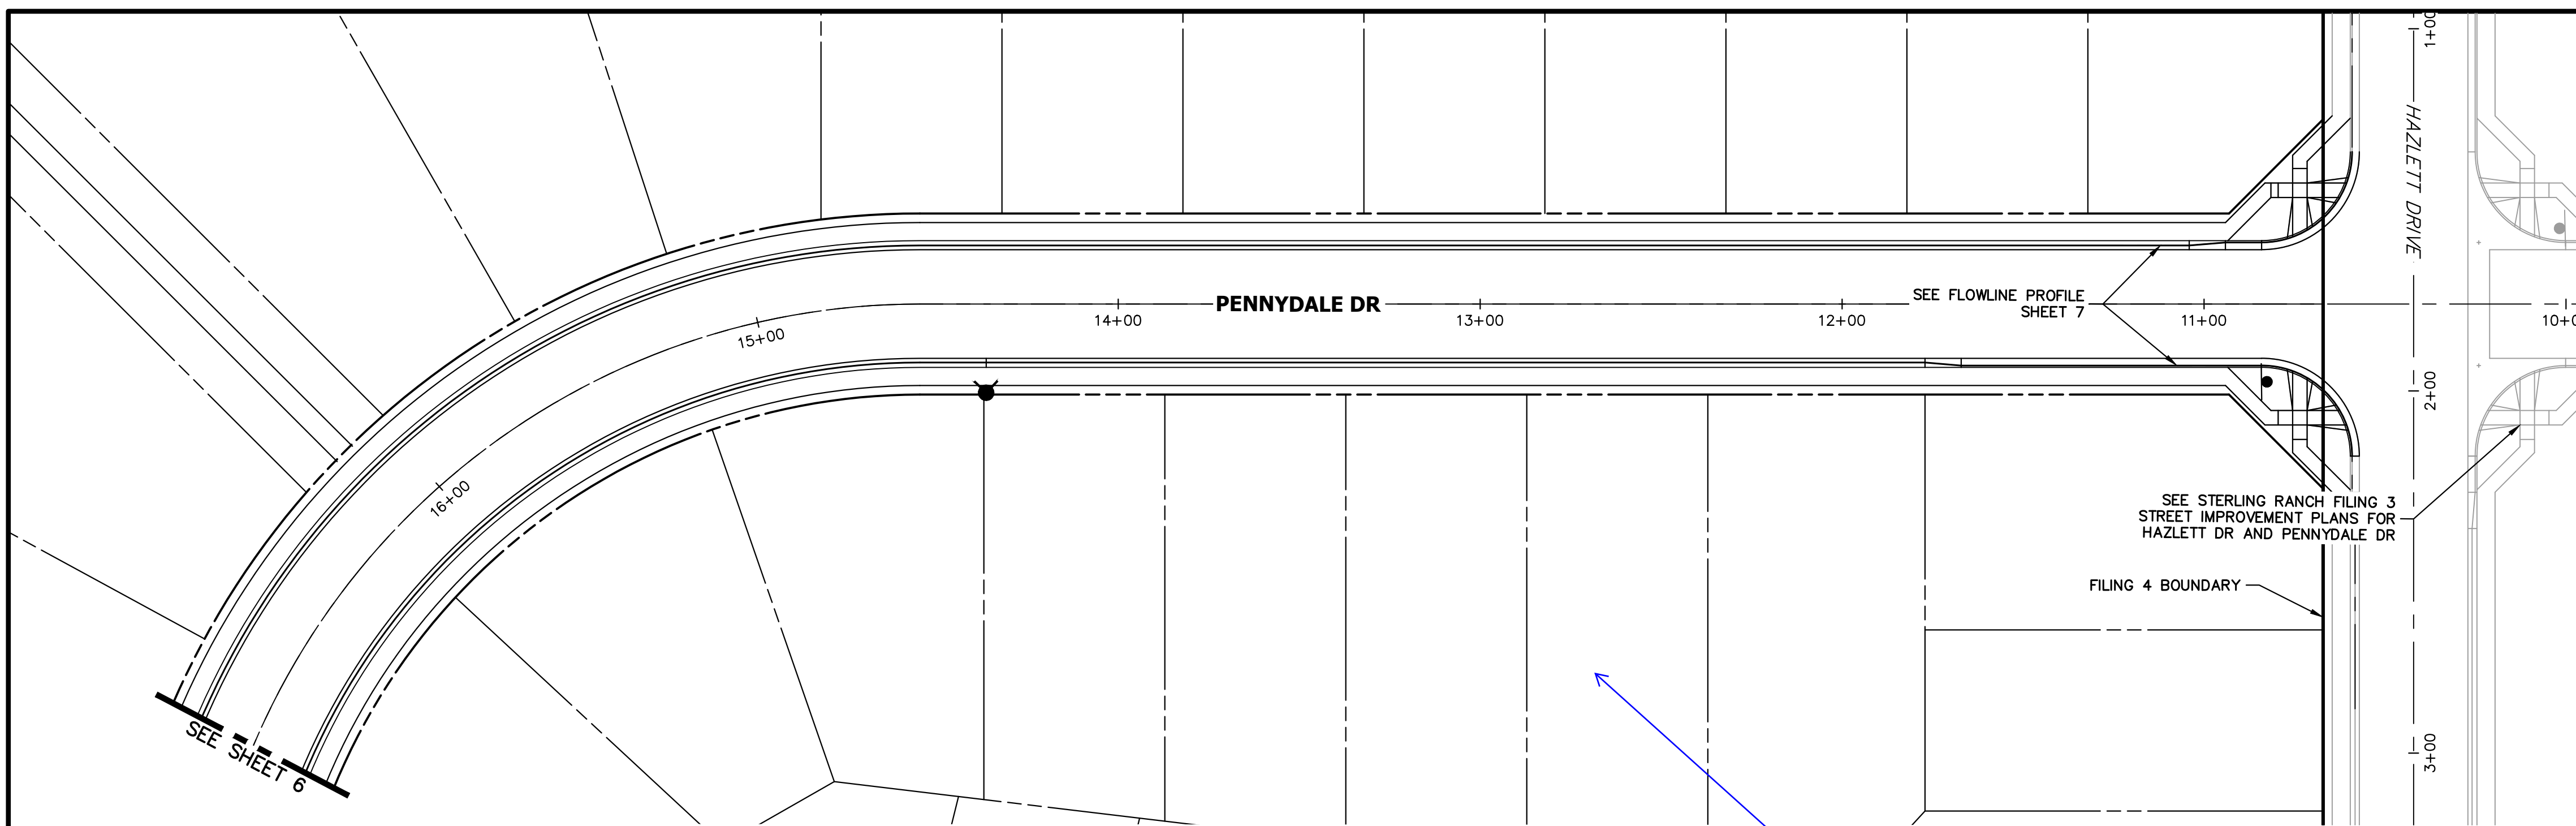 1+00
HAZLETT DRIVE
PENNYDALE DR
SEE FLOWLINE PROFILE
SHEET 7
16+00
15+00
14+00
13+00
12+00
11+00
2+00
SEE STERLING RANCH FILING 3
STREET IMPROVEMENT PLANS FOR
HAZLETT DR AND PENNYDALE DR
FILING 4 BOUNDARY
3+00
SEE SHEET 6